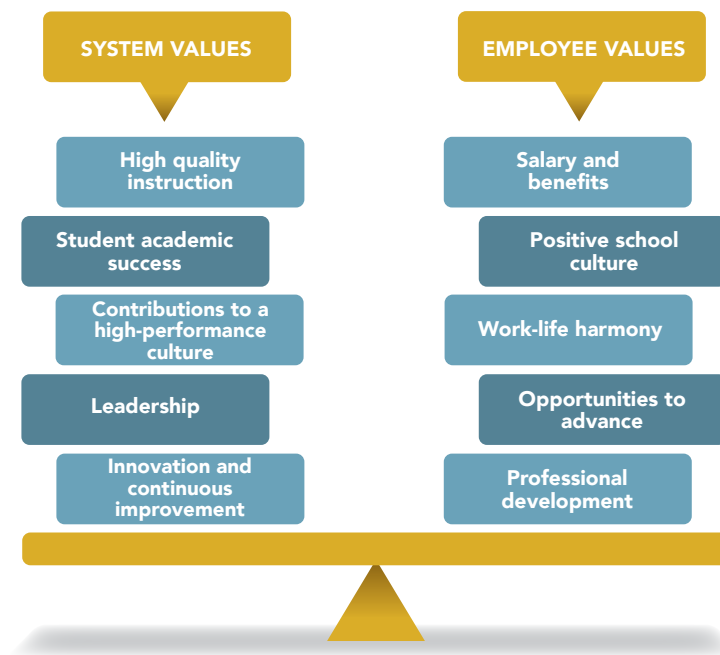 SYSTEM VALUES
High quality
instruction
Student academic
success
Contributions to a
high-performance
culture
Leadership
Innovation and
continuous
improvement
EMPLOYEE VALUES
Salary and
benefits
Positive school
culture
Work-life harmony
Opportunities to
advance
Professional
development